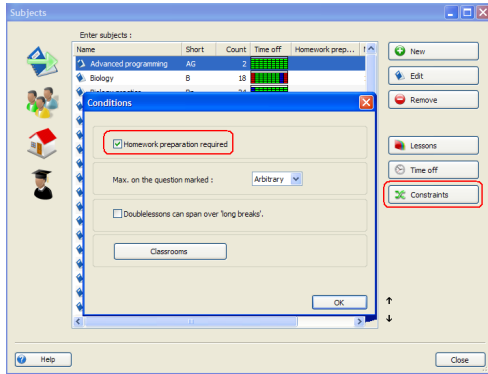 Subjects
Enter subjects :
Name Short Count Time off Homework prep...
Advanced programming AG 2
Biology B 18
Conditions
Homework preparation required
Max. on the question marked : Arbitrary
Doublelessons can span over 'long breaks'.
Classrooms
OK
New
Edit
Remove
Lessons
Time off
Constraints
Help
Close